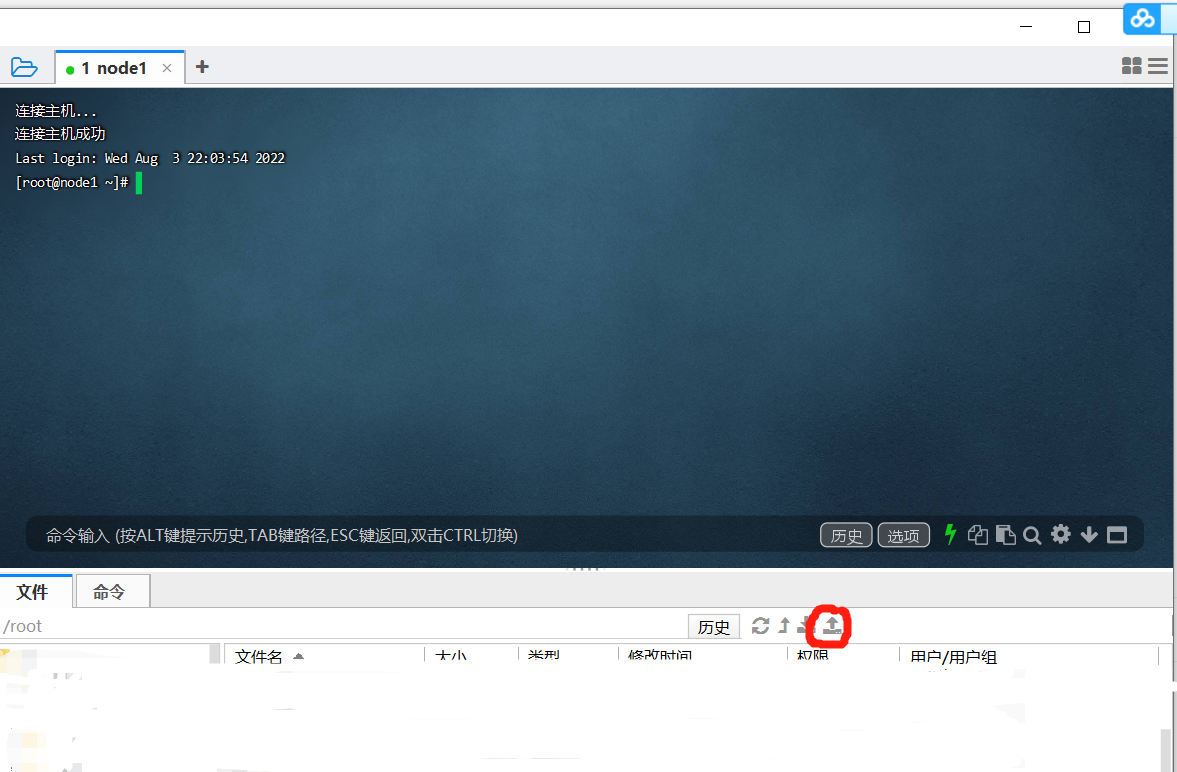 1 node1
连接主机...
连接主机成功
Last login: Wed Aug  3 22:03:54 2022
[root@node1 ~]#
命令输入 (按ALT键提示历史,TAB键路径,ESC键返回,双击CTRL切换)
历史 选项
文件 命令
/root
历史
文件名 大小 类型 修改时间 权限 用户/用户组